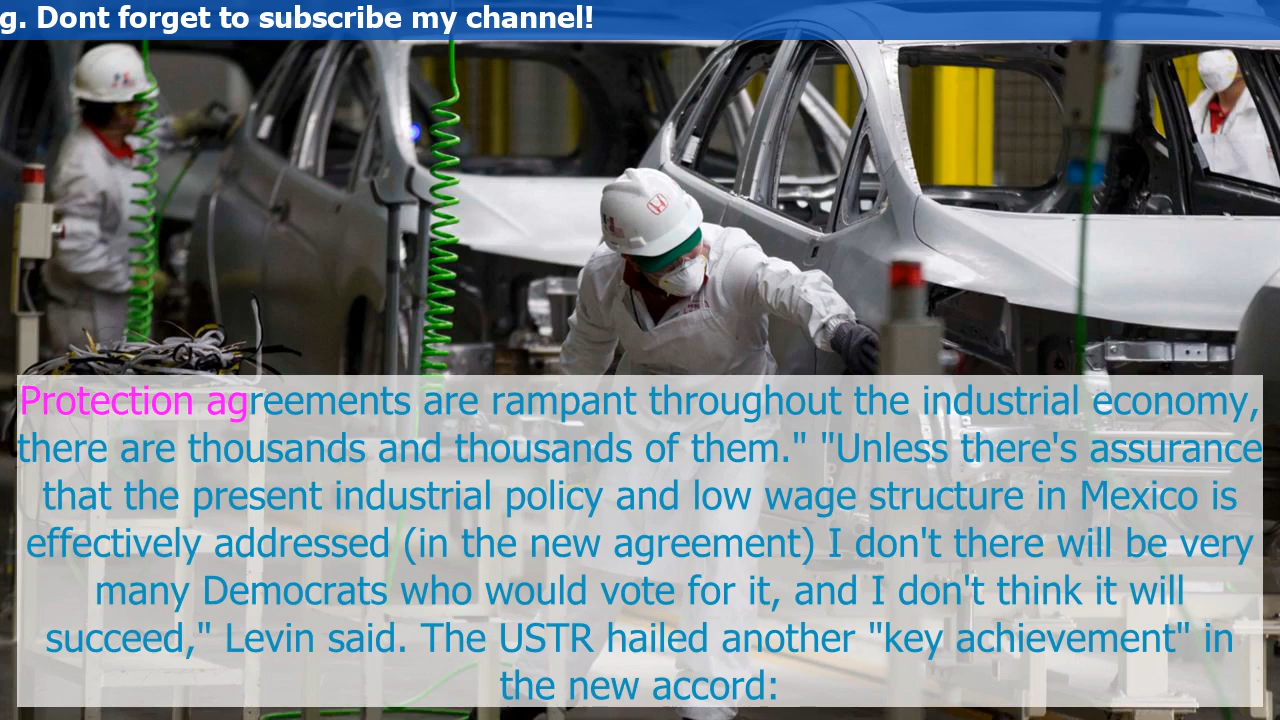 g. Dont forget to subscribe my channel!
Protection agreements are rampant throughout the industrial economy,
there are thousands and thousands of them." "Unless there's assurance
that the present industrial policy and low wage structure in Mexico is
effectively addressed (in the new agreement) I don't there will be very
many Democrats who would vote for it, and I don't think it will
succeed," Levin said. The USTR hailed another "key achievement" in
the new accord: